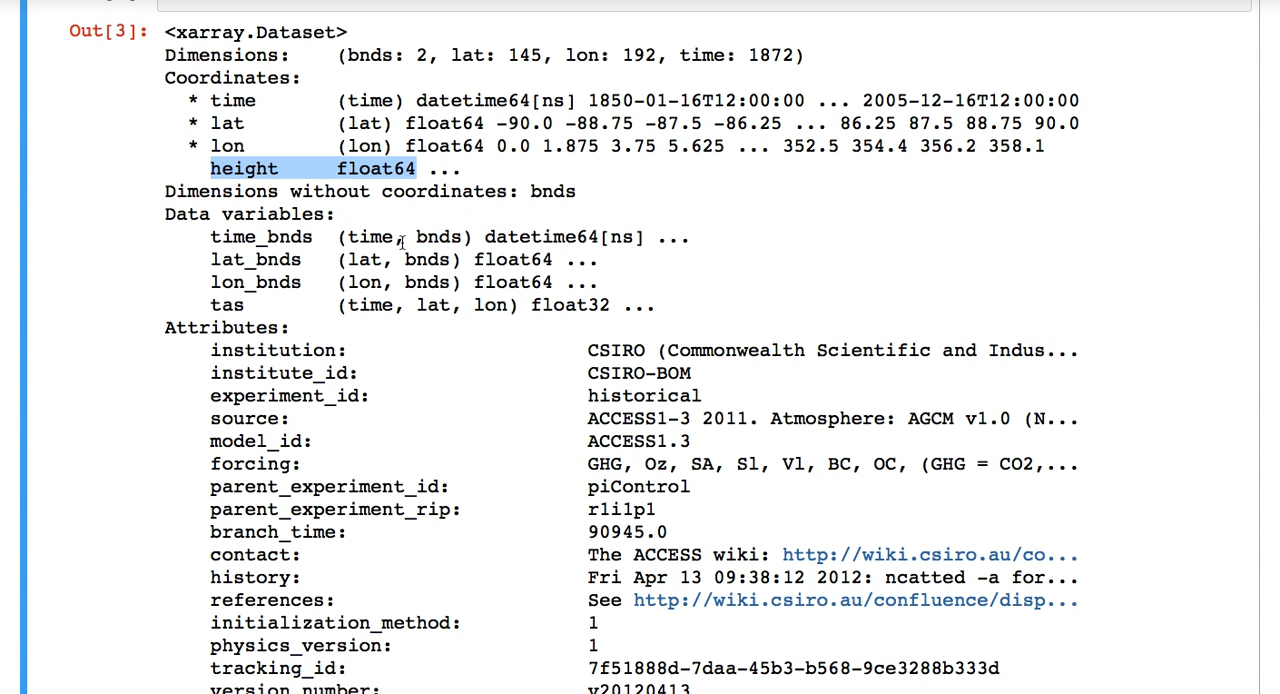 Out[3]: <xarray.Dataset>
Dimensions: (bnds: 2, lat: 145, lon: 192, time: 1872)
Coordinates:
* time (time) datetime64[ns] 1850-01-16T12:00:00 ... 2005-12-16T12:00:00
* lat (lat) float64 -90.0 -88.75 -87.5 -86.25 ... 86.25 87.5 88.75 90.0
* lon (lon) float64 0.0 1.875 3.75 5.625 ... 352.5 354.4 356.2 358.1
height float64 ...
Dimensions without coordinates: bnds
Data variables:
time_bnds (time, bnds) datetime64[ns] ...
lat_bnds (lat, bnds) float64 ...
lon_bnds (lon, bnds) float64 ...
tas (time, lat, lon) float32 ...
Attributes:
institution: CSIRO (Commonwealth Scientific and Indus...
institute_id: CSIRO-BOM
experiment_id: historical
source: ACCESS1-3 2011. Atmosphere: AGCM v1.0 (N...
model_id: ACCESS1.3
forcing: GHG, Oz, SA, Sl, Vl, BC, OC, (GHG = CO2,...
parent_experiment_id: piControl
parent_experiment_rip: r1i1p1
branch_time: 90945.0
contact: The ACCESS wiki: http://wiki.csiro.au/co...
history: Fri Apr 13 09:38:12 2012: ncatted -a for...
references: See http://wiki.csiro.au/confluence/disp...
initialization_method: 1
physics_version: 1
tracking_id: 7f51888d-7daa-45b3-b568-9ce3288b333d
version_number: v20120413